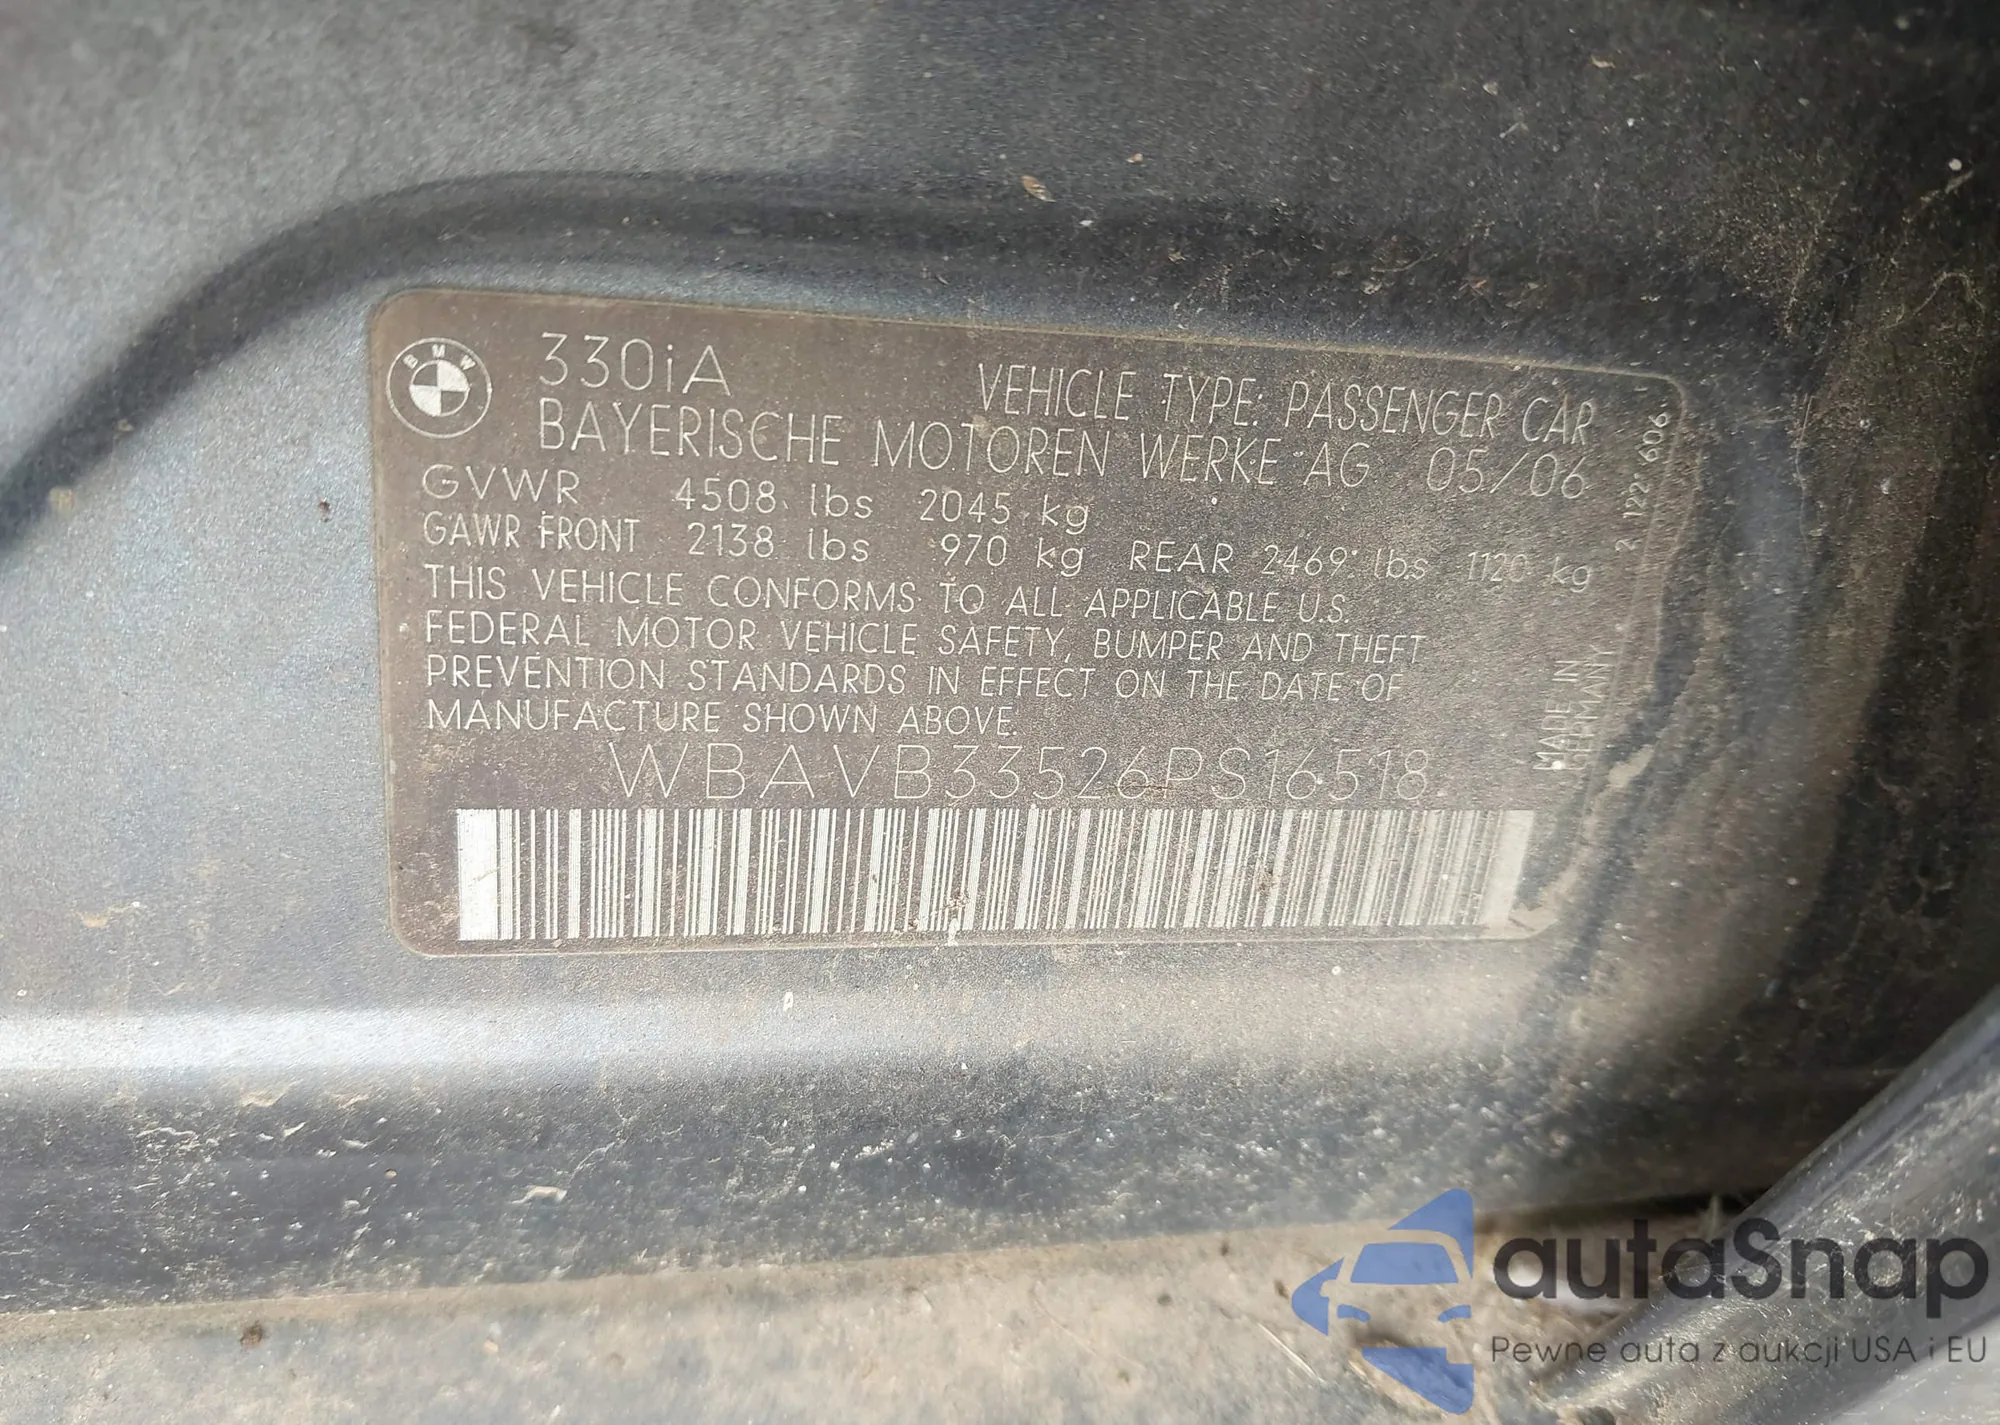 BMW
330iA
VEHICLE TYPE: PASSENGER CAR
BAYERISCHE MOTOREN WERKE AG 05/06
GVWR 4508 lbs 2045 kg
GAWR FRONT 2138 lbs 970 kg REAR 2469 lbs 1120 kg
THIS VEHICLE CONFORMS TO ALL APPLICABLE U.S.
FEDERAL MOTOR VEHICLE SAFETY, BUMPER AND THEFT
PREVENTION STANDARDS IN EFFECT ON THE DATE OF
MANUFACTURE SHOWN ABOVE.
WBAVB33526PS16518
2 122 606
MADE IN
GERMANY
autaSnap
Pewne auta z aukcji USA i EU